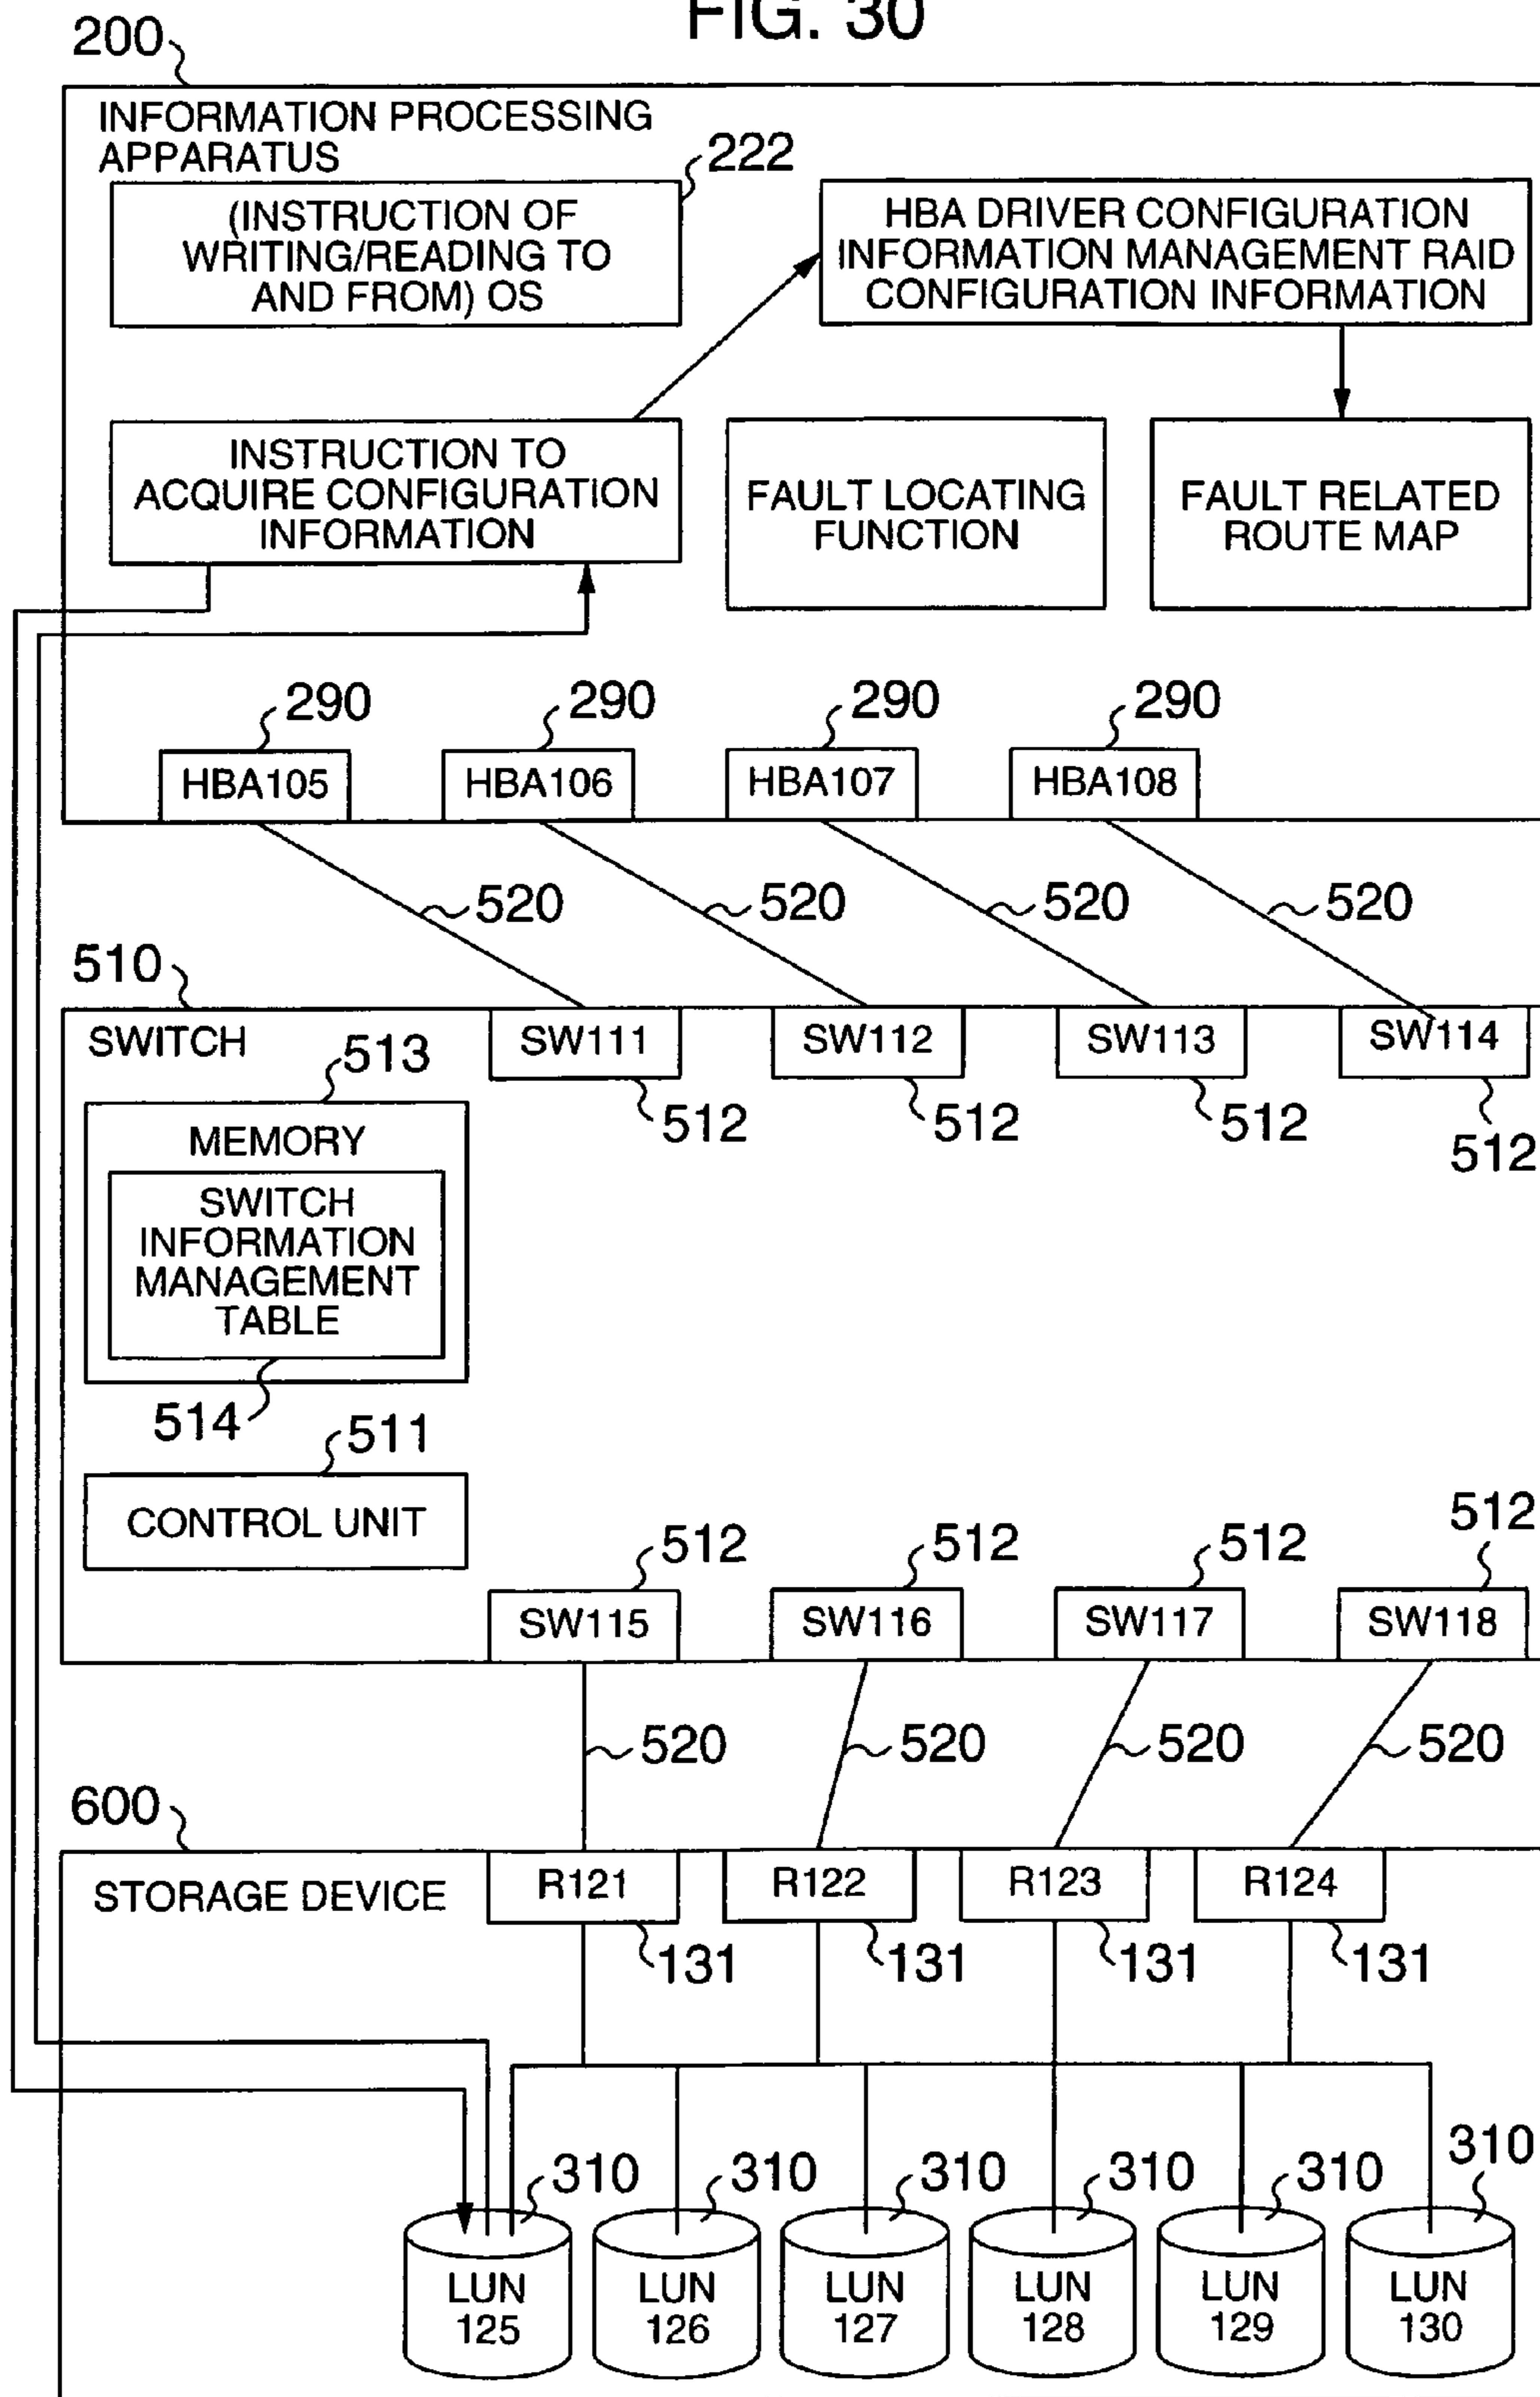 FIG. 30
200
INFORMATION PROCESSING
APPARATUS
222
(INSTRUCTION OF
WRITING/READING TO
AND FROM) OS
HBA DRIVER CONFIGURATION
INFORMATION MANAGEMENT RAID
CONFIGURATION INFORMATION
INSTRUCTION TO
ACQUIRE CONFIGURATION
INFORMATION
FAULT LOCATING
FUNCTION
FAULT RELATED
ROUTE MAP
290 290 290 290
HBA105 HBA106 HBA107 HBA108
520 520 520 520
510
SWITCH
SW111 SW112 SW113 SW114
513
512 512 512 512
MEMORY
SWITCH
INFORMATION
MANAGEMENT
TABLE
514
511
CONTROL UNIT
512 512 512 512
SW115 SW116 SW117 SW118
520 520 520 520
600
STORAGE DEVICE
R121 R122 R123 R124
131 131 131 131
310 310 310 310 310 310
LUN LUN LUN LUN LUN LUN
125 126 127 128 129 130